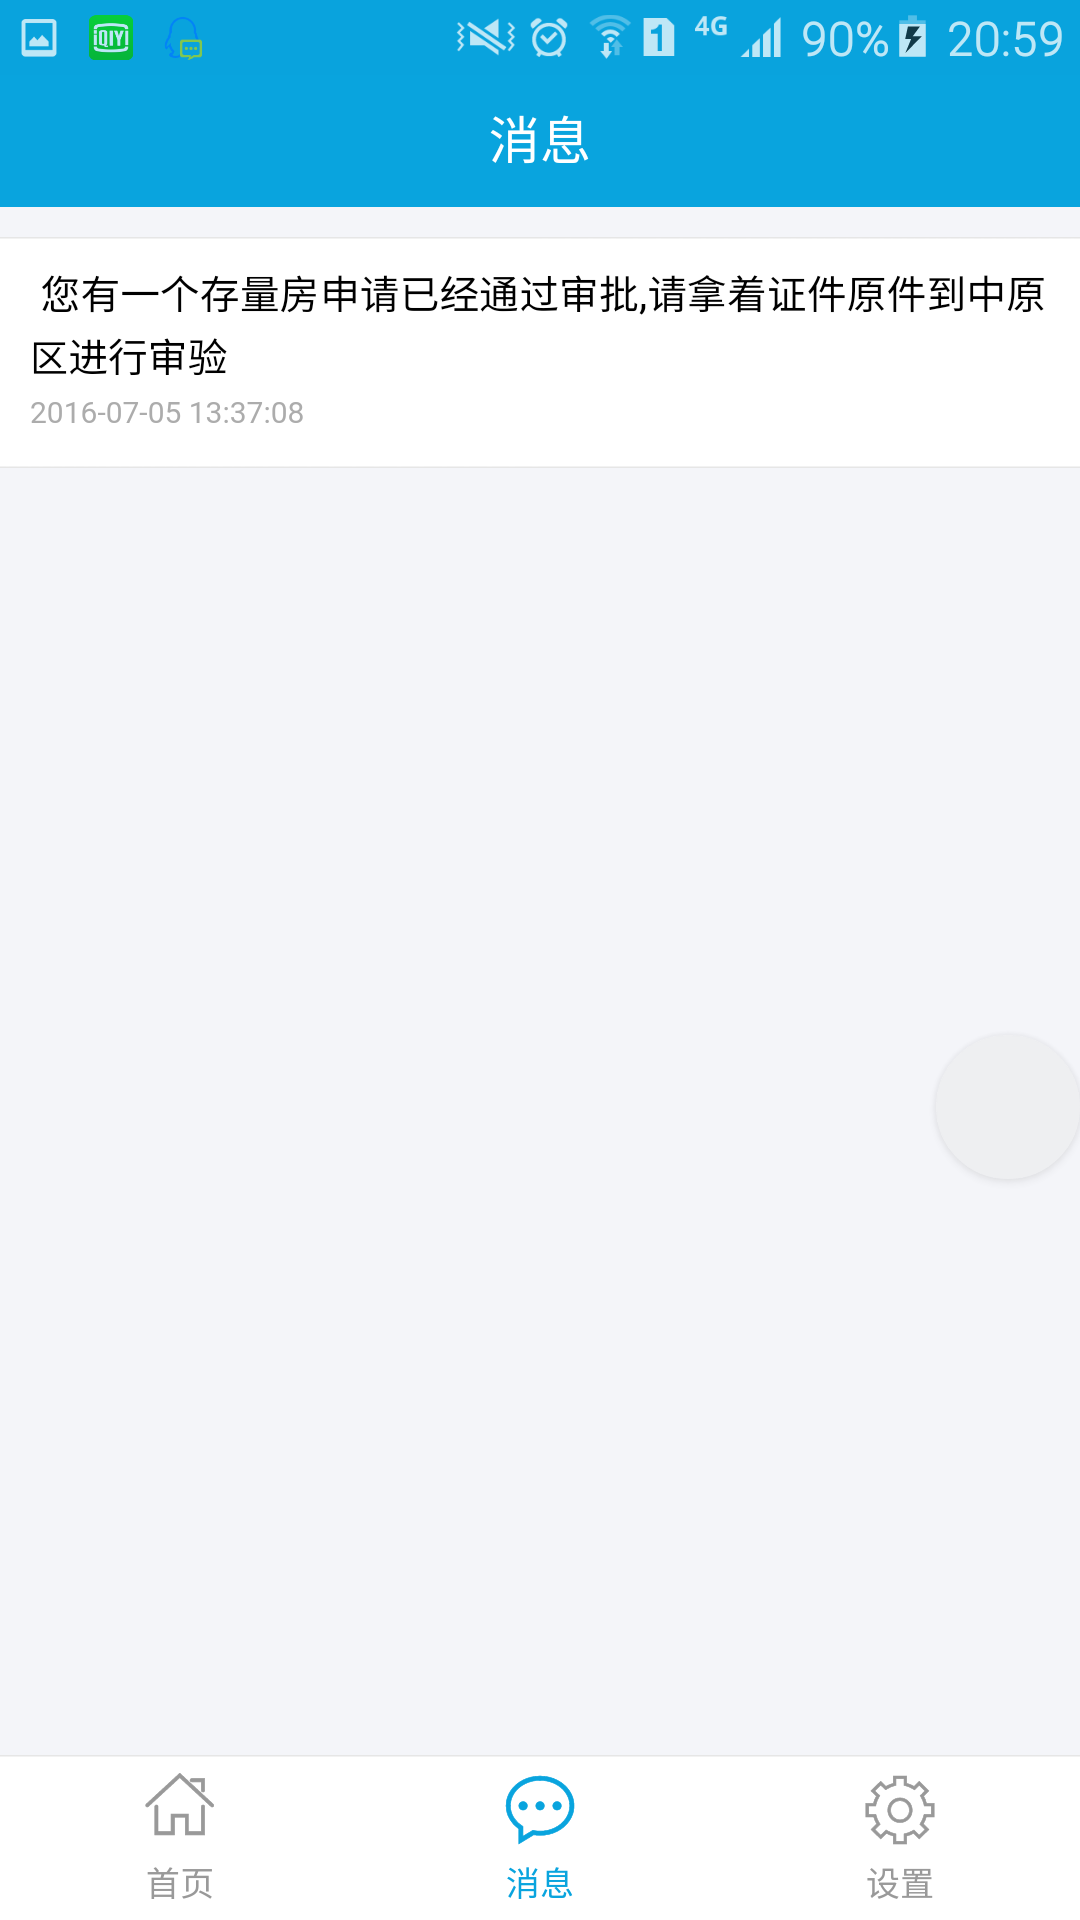 QIYI 1 4G 90% 20:59
消息
您有一个存量房申请已经通过审批,请拿着证件原件到中原
区进行审验
2016-07-05 13:37:08
首页 消息 设置